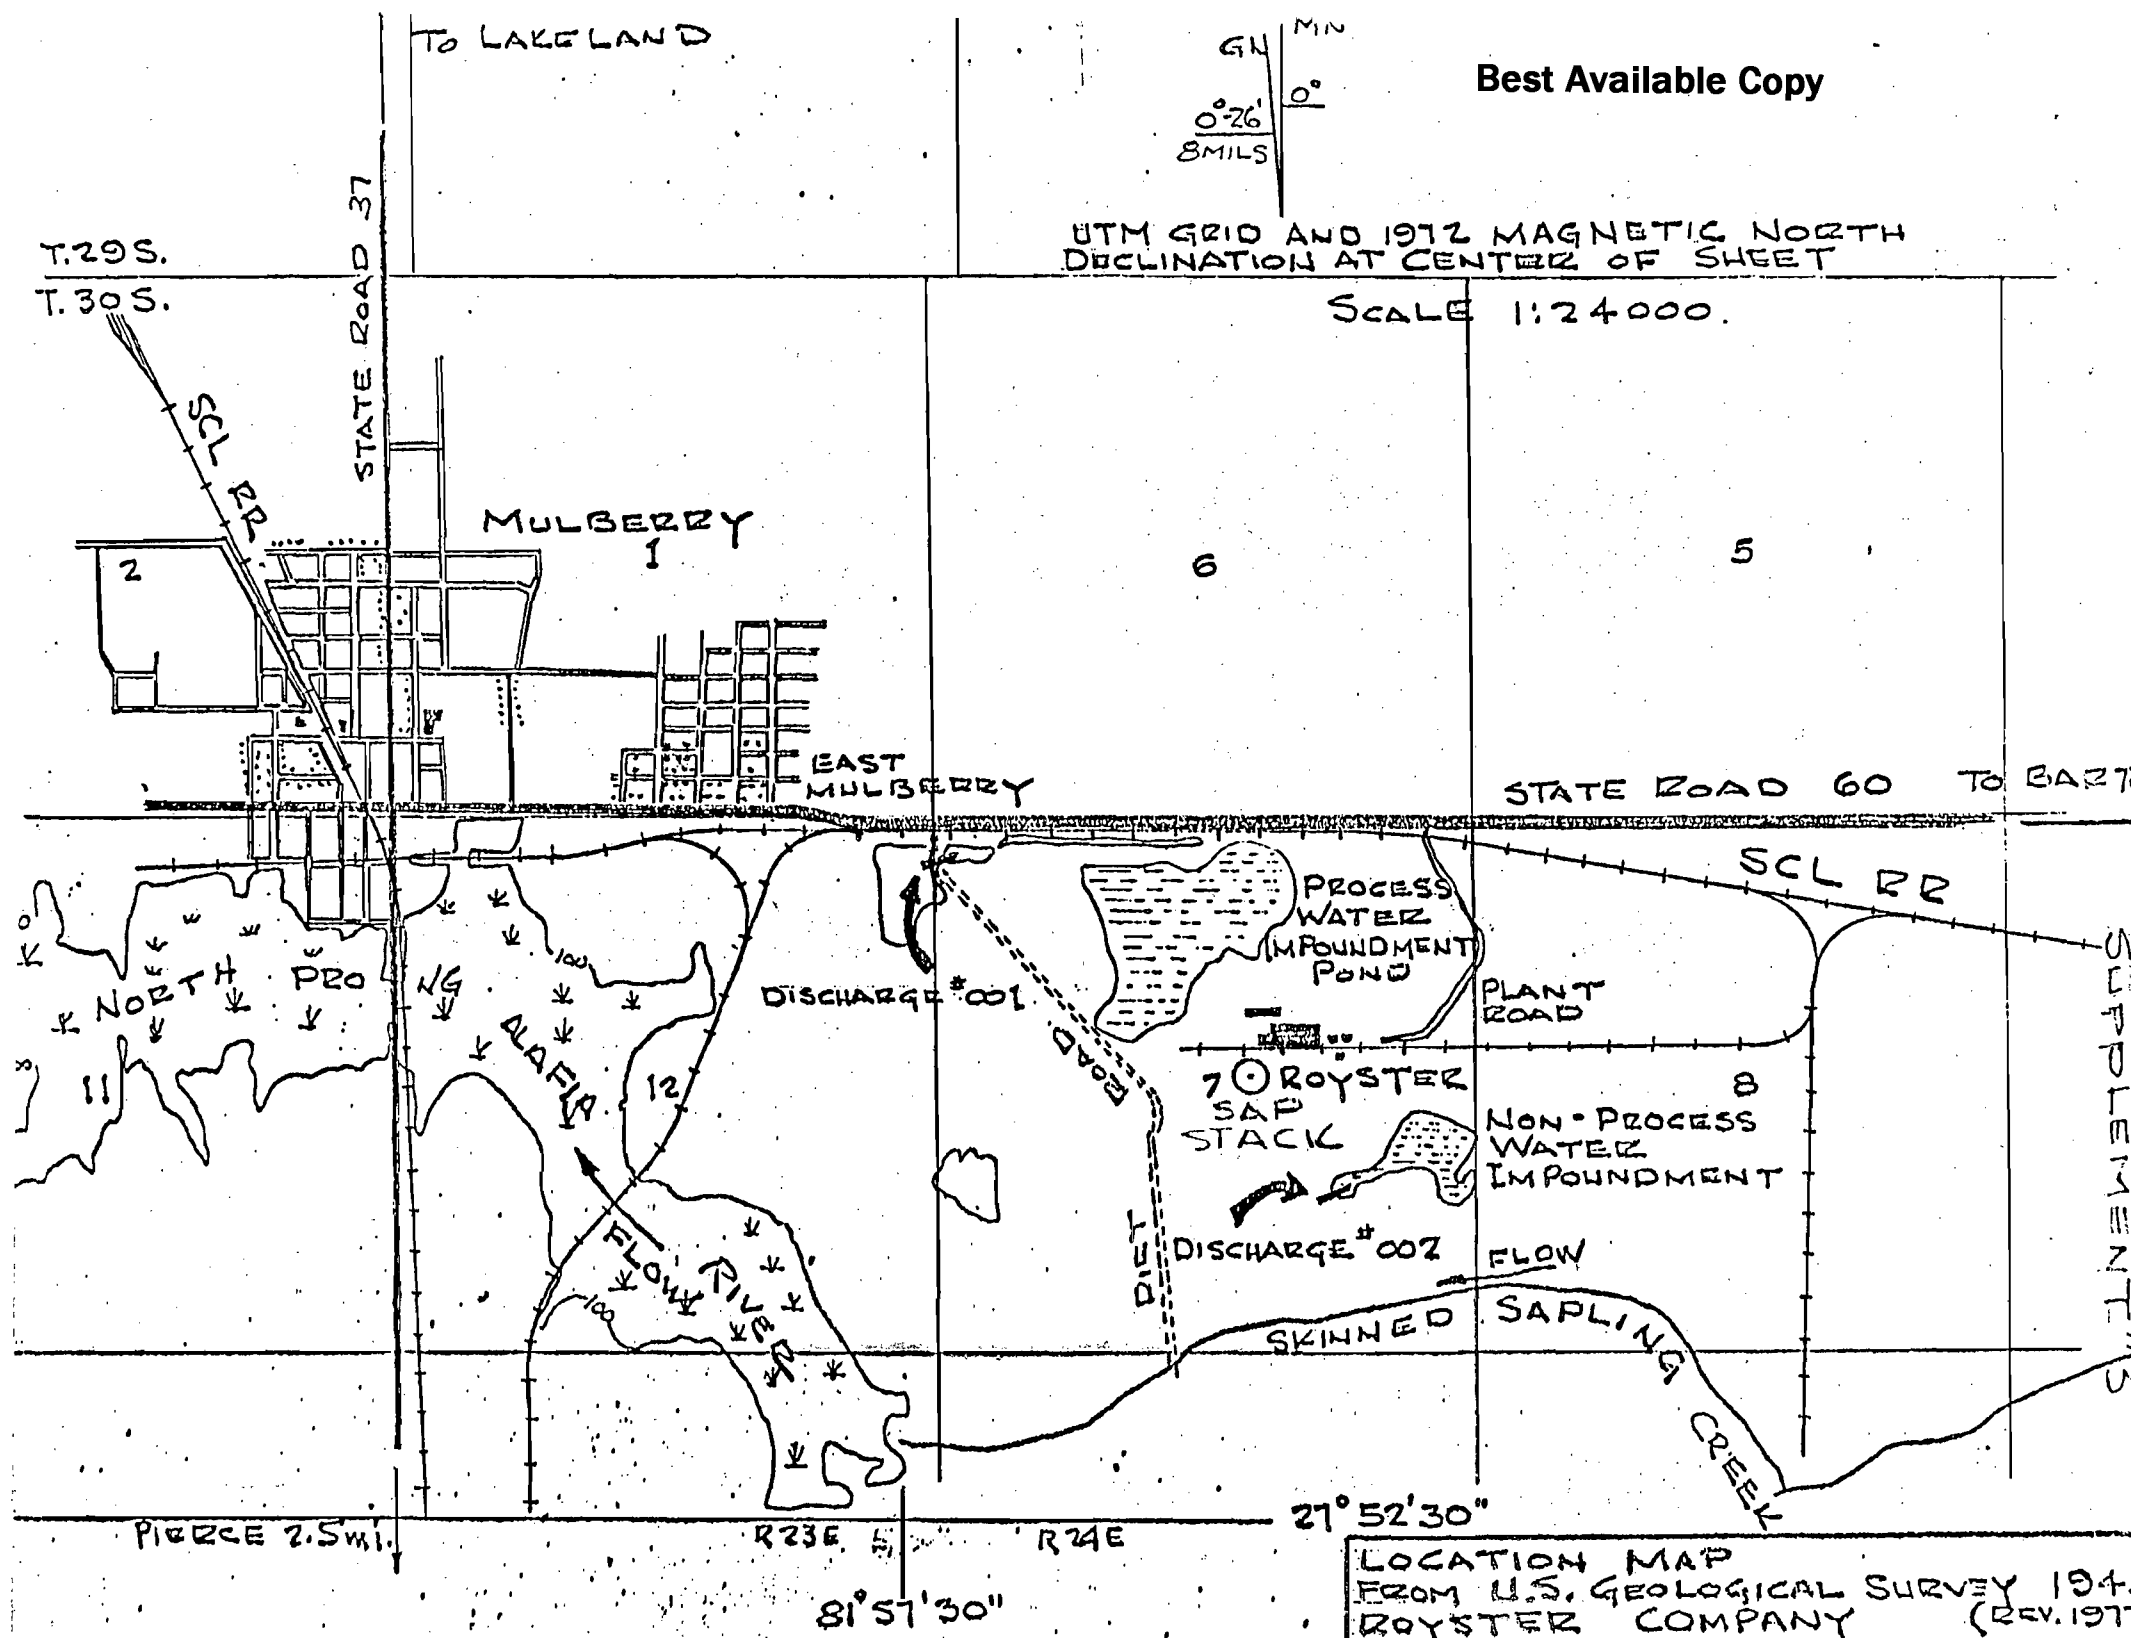 TO LAKELAND
GN
MN
0°26'
0°
8MILS
Best Available Copy
UTM GRID AND 1972 MAGNETIC NORTH
DECLINATION AT CENTER OF SHEET
SCALE 1:24000.
T.29S.
T.30S.
STATE ROAD 37
SCL RR
MULBERRY
1
2
6
5
EAST
MULBERRY
STATE ROAD 60
TO
SCL RR
PROCESS
WATER
IMPOUNDMENT
POND
DISCHARGE #001
PLANT
ROAD
NORTH PRONG
ALAFIA
RIVER
FLOW
100
100
11
12
7
ROYSTER
SAP
STACK
8
NON-PROCESS
WATER
IMPOUNDMENT
DISCHARGE #002
DIRT
ROAD
FLOW
SKINNED SAPLING
CREEK
SUPPLEMENT
PIERCE 2.5mi.
R23E
R24E
27°52'30"
81°57'30"
LOCATION MAP
FROM U.S. GEOLOGICAL SURVEY
ROYSTER COMPANY